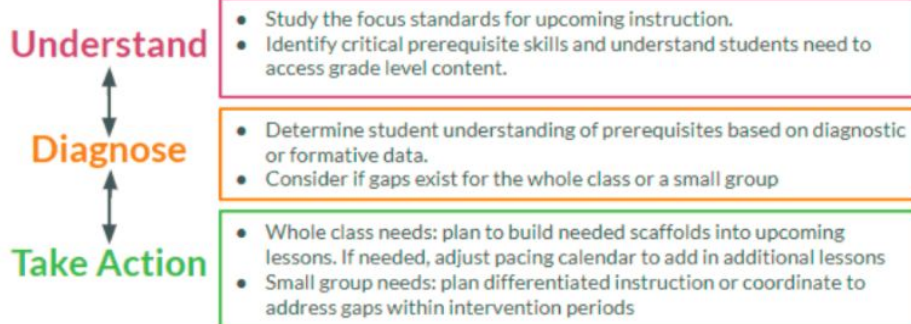 Understand
• Study the focus standards for upcoming instruction.
• Identify critical prerequisite skills and understand students need to
access grade level content.
Diagnose
• Determine student understanding of prerequisites based on diagnostic
or formative data.
• Consider if gaps exist for the whole class or a small group
Take Action
• Whole class needs: plan to build needed scaffolds into upcoming
lessons. If needed, adjust pacing calendar to add in additional lessons
• Small group needs: plan differentiated instruction or coordinate to
address gaps within intervention periods